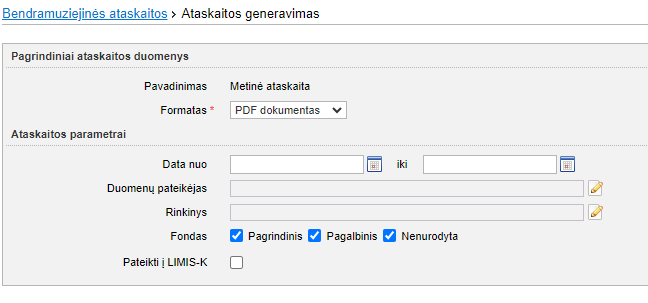 Bendramuziejinės ataskaitos > Ataskaitos generavimas
Pagrindiniai ataskaitos duomenys
Pavadinimas Metinė ataskaita
Formatas * PDF dokumentas
Ataskaitos parametrai
Data nuo iki
Duomenų pateikėjas
Rinkinys
Fondas Pagrindinis Pagalbinis Nenurodyta
Pateikti į LIMIS-K